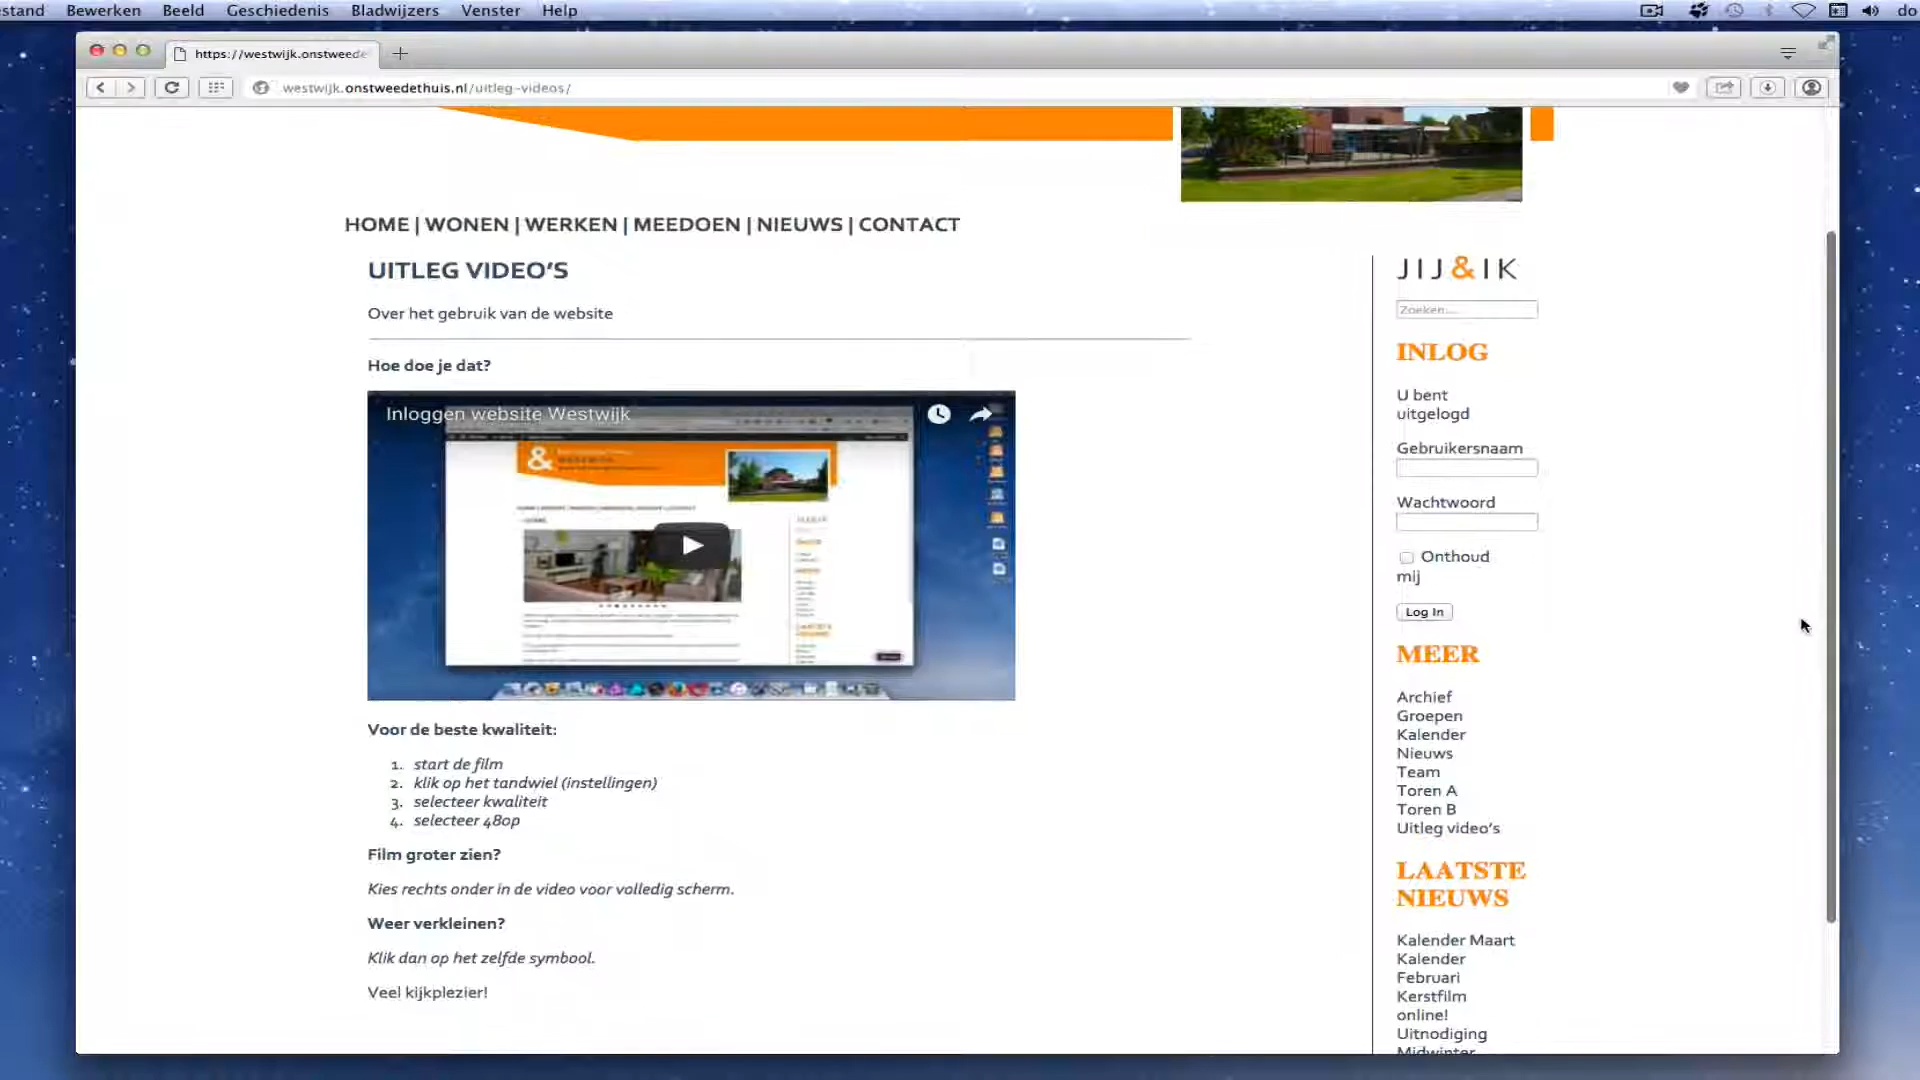 stand Bewerken Beeld Geschiedenis Bladwijzers Venster Help do
https://westwijk.onstweede
westwijk.onstweedethuis.nl/uitleg-videos/
HOME | WONEN | WERKEN | MEEDOEN | NIEUWS | CONTACT
UITLEG VIDEO'S
Over het gebruik van de website
Hoe doe je dat?
Inloggen website Westwijk
&
Voor de beste kwaliteit:
1. start de film
2. klik op het tandwiel (instellingen)
3. selecteer kwaliteit
4. selecteer 480p
Film groter zien?
Kies rechts onder in de video voor volledig scherm.
Weer verkleinen?
Klik dan op het zelfde symbool.
Veel kijkplezier!
JIJ&IK
Zoeken...
INLOG
U bent
uitgelogd
Gebruikersnaam
Wachtwoord
Onthoud
mij
Log In
MEER
Archief
Groepen
Kalender
Nieuws
Team
Toren A
Toren B
Uitleg video's
LAATSTE
NIEUWS
Kalender Maart
Kalender
Februari
Kerstfilm
online!
Uitnodiging
Midwinter